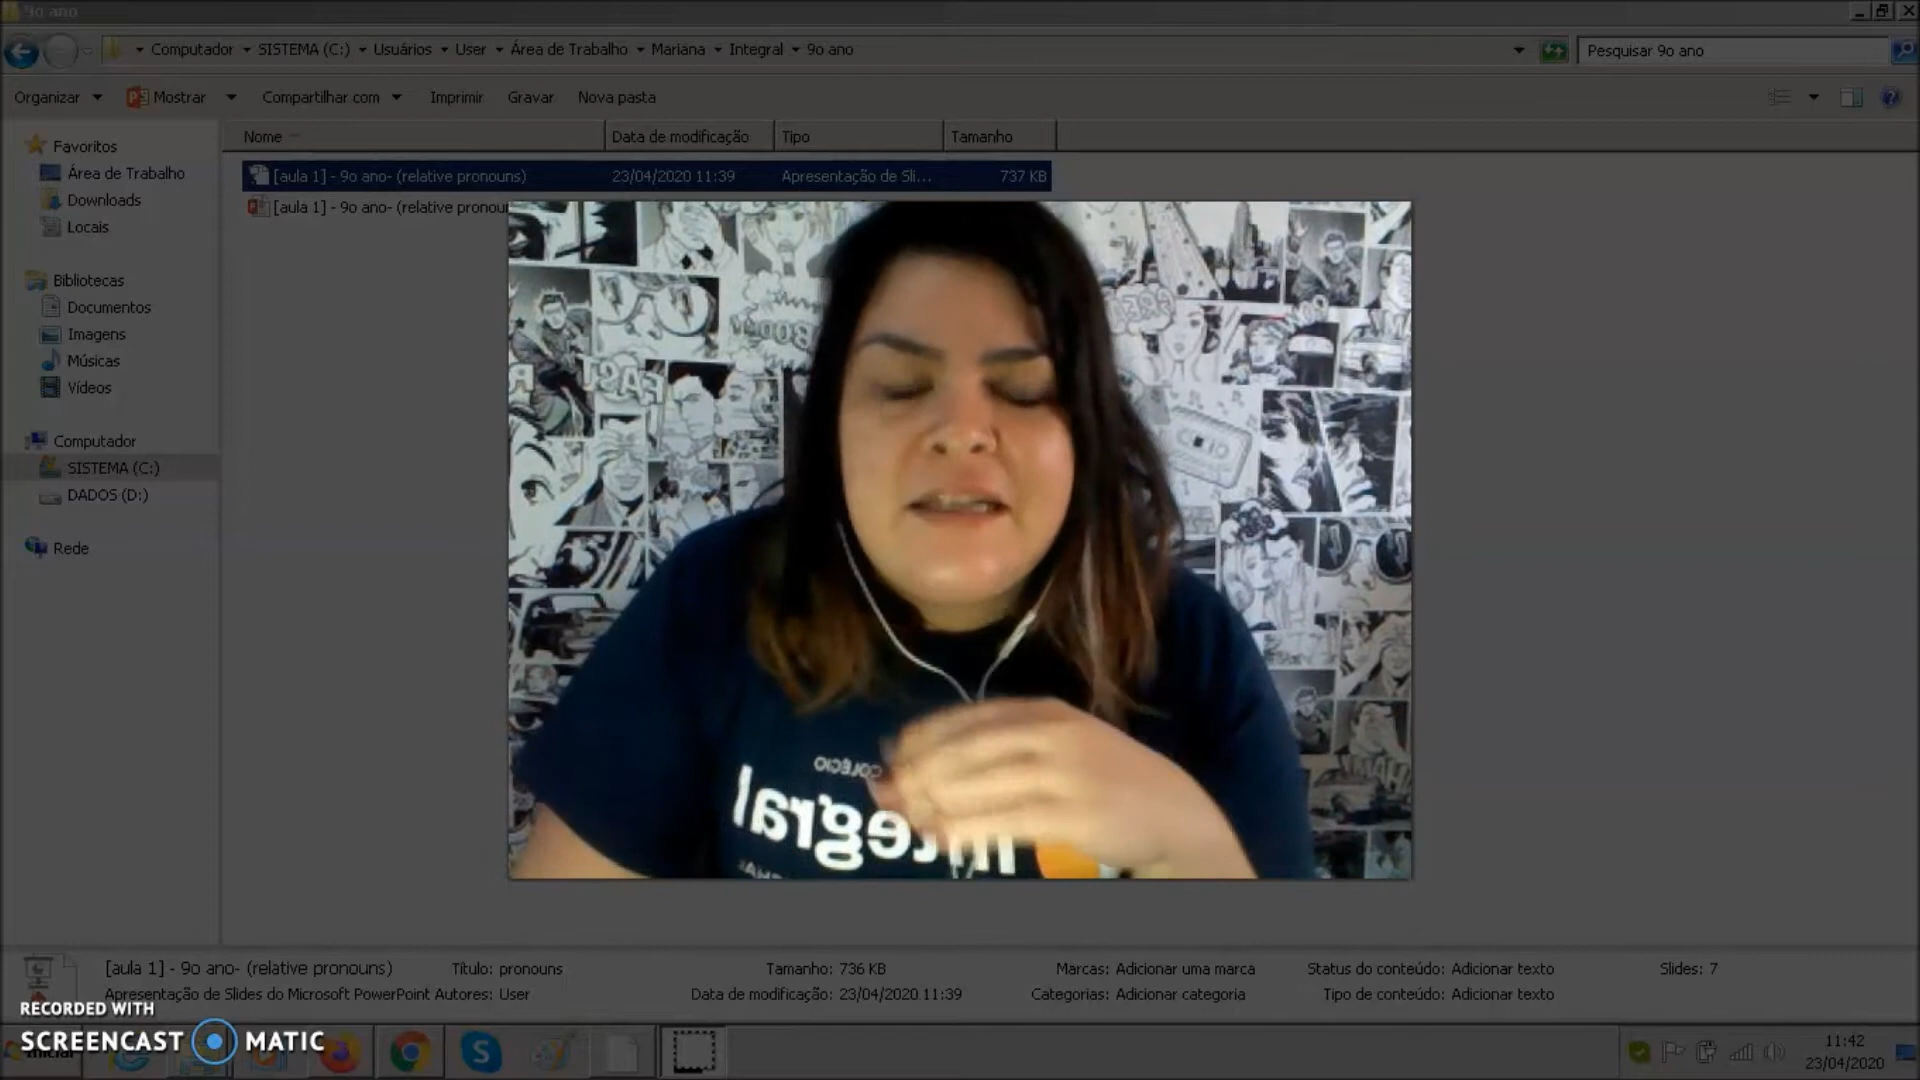 9o ano
Computador SISTEMA (C:) Usuários User Área de Trabalho Mariana Integral 9o ano
Pesquisar 9o ano
Organizar Mostrar Compartilhar com Imprimir Gravar Nova pasta
Nome Data de modificação Tipo Tamanho
[aula 1] - 9o ano- (relative pronouns) 23/04/2020 11:39 Apresentação de Sli... 737 KB
[aula 1] - 9o ano- (relative
Favoritos
Área de Trabalho
Downloads
Locais
Bibliotecas
Documentos
Imagens
Músicas
Vídeos
Computador
SISTEMA (C:)
DADOS (D:)
Rede
COLÉGIO
Integral
[aula 1] - 9o ano- (relative pronouns) Título: pronouns Tamanho: 736 KB Marcas: Adicionar uma marca Status do conteúdo: Adicionar texto Slides: 7
Apresentação de Slides do Microsoft PowerPoint Autores: User Data de modificação: 23/04/2020 11:39 Categorias: Adicionar categoria Tipo de conteúdo: Adicionar texto
RECORDED WITH
SCREENCAST MATIC
Iniciar
11:42
23/04/2020